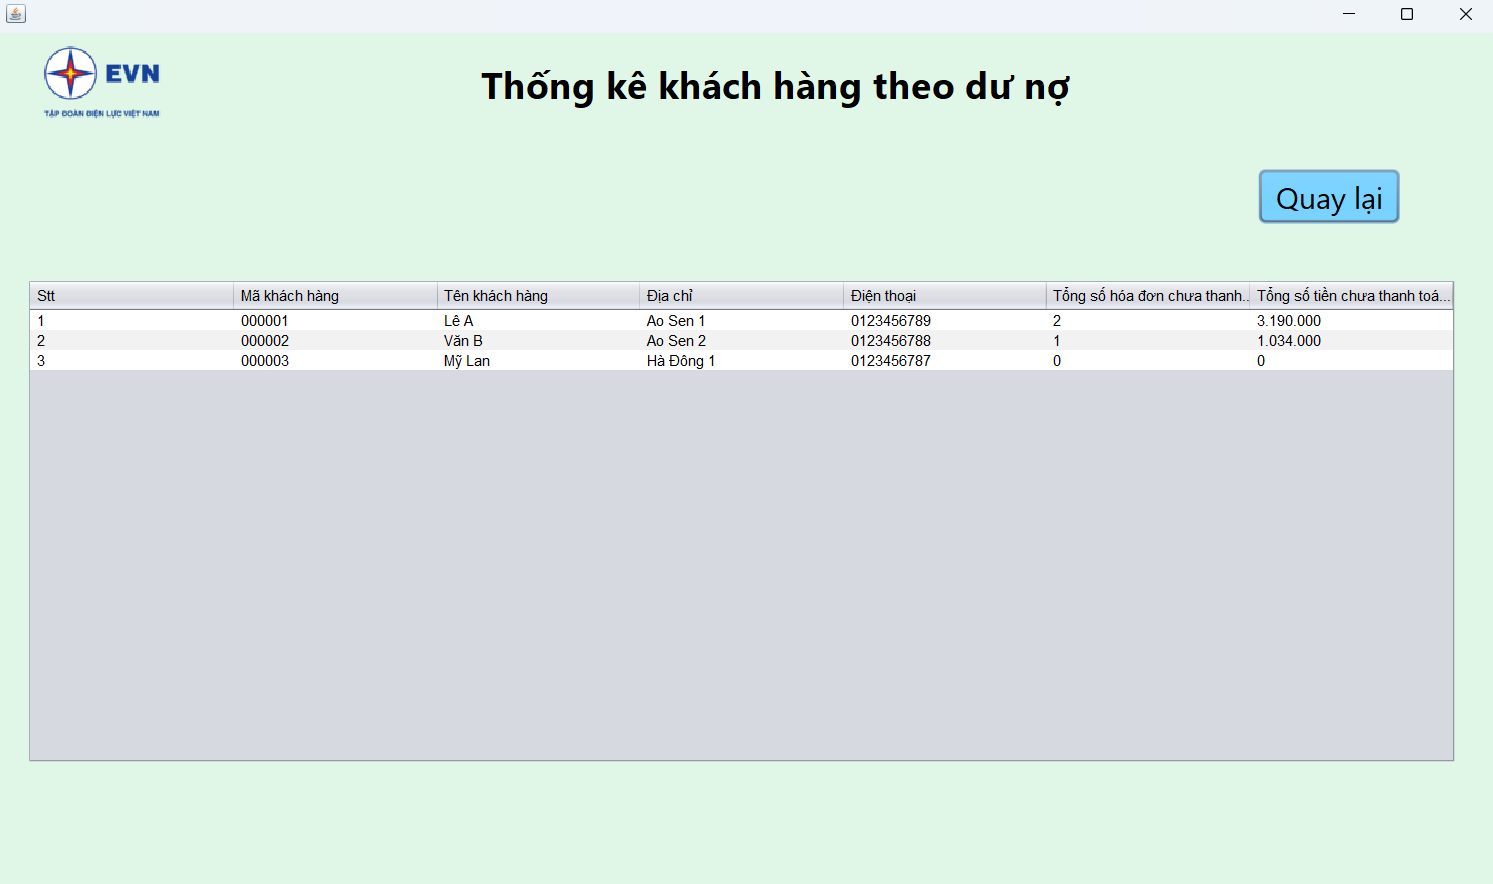 EVN
TẬP ĐOÀN ĐIỆN LỰC VIỆT NAM
Thống kê khách hàng theo dư nợ
Quay lại
Stt Mã khách hàng Tên khách hàng Địa chỉ Điện thoại Tổng số hóa đơn chưa thanh... Tổng số tiền chưa thanh toá...
1 000001 Lê A Ao Sen 1 0123456789 2 3.190.000
2 000002 Văn B Ao Sen 2 0123456788 1 1.034.000
3 000003 Mỹ Lan Hà Đông 1 0123456787 0 0